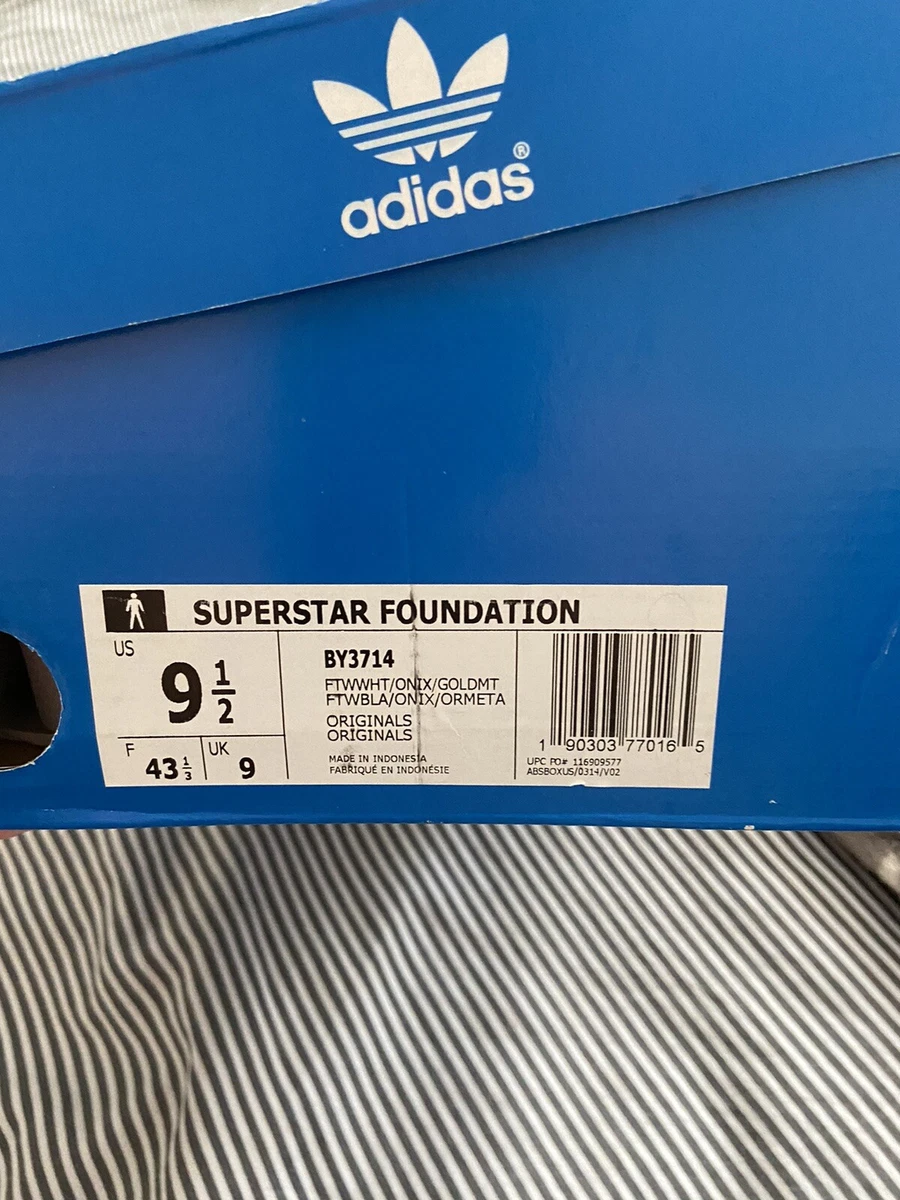 adidas®
SUPERSTAR FOUNDATION
US
9 1/2
F
43 1/3
UK
9
BY3714
FTWWHT/ONIX/GOLDMT
FTWBLA/ONIX/ORMETA
ORIGINALS
ORIGINALS
MADE IN INDONESIA
FABRIQUÉ EN INDONÉSIE
1 90303 77016 5
UPC PO# 116909577
ABSBOXUS/0314/V02